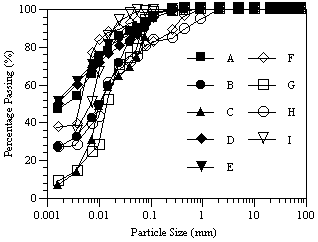 Percentage Passing (%)
100
80
60
40
20
0
A
F
B
G
C
H
D
I
E
0.001 0.01 0.1 1 10 100
Particle Size (mm)